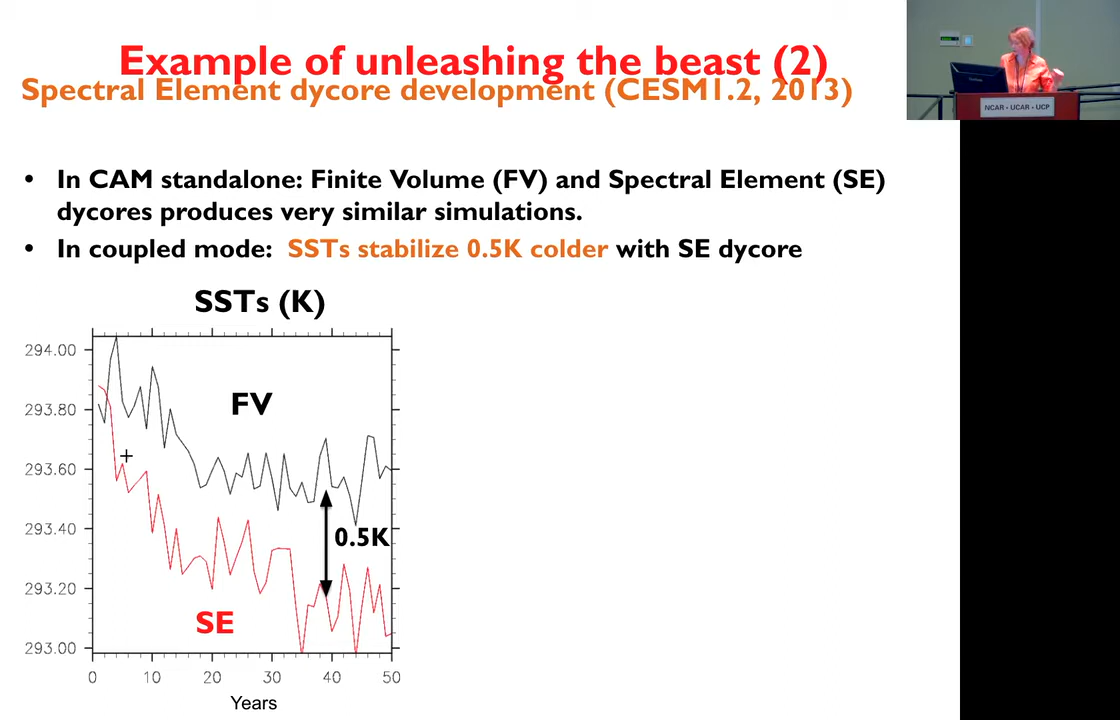 Example of unleashing the beast (2)
Spectral Element dycore development (CESM1.2, 2013)
NCAR • UCAR • UCP
• In CAM standalone: Finite Volume (FV) and Spectral Element (SE)
dycores produces very similar simulations.
• In coupled mode: SSTs stabilize 0.5K colder with SE dycore
SSTs (K)
294.00
293.80
293.60
293.40
293.20
293.00
FV
0.5K
SE
0 10 20 30 40 50
Years